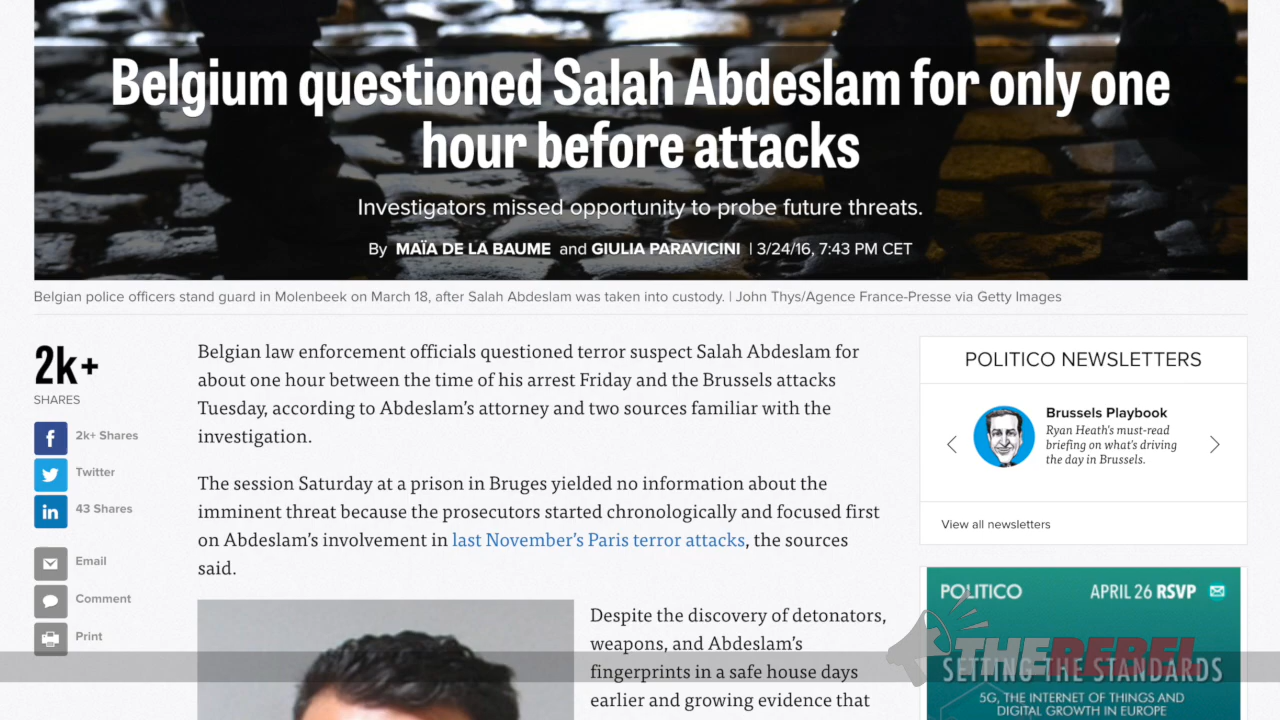 Belgium questioned Salah Abdeslam for only one
hour before attacks
Investigators missed opportunity to probe future threats.
By MAÏA DE LA BAUME and GIULIA PARAVICINI | 3/24/16, 7:43 PM CET
Belgian police officers stand guard in Molenbeek on March 18, after Salah Abdeslam was taken into custody. | John Thys/Agence France-Presse via Getty Images
2k+
SHARES
2k+ Shares
Twitter
43 Shares
Email
Comment
Print
Belgian law enforcement officials questioned terror suspect Salah Abdeslam for
about one hour between the time of his arrest Friday and the Brussels attacks
Tuesday, according to Abdeslam's attorney and two sources familiar with the
investigation.
The session Saturday at a prison in Bruges yielded no information about the
imminent threat because the prosecutors started chronologically and focused first
on Abdeslam's involvement in last November's Paris terror attacks, the sources
said.
Despite the discovery of detonators,
weapons, and Abdeslam's
fingerprints in a safe house days
earlier and growing evidence that
POLITICO NEWSLETTERS
Brussels Playbook
Ryan Heath's must-read
briefing on what's driving
the day in Brussels.
View all newsletters
POLITICO APRIL 26 RSVP
THEREBEL
SETTING THE STANDARDS
5G, THE INTERNET OF THINGS AND
DIGITAL GROWTH IN EUROPE